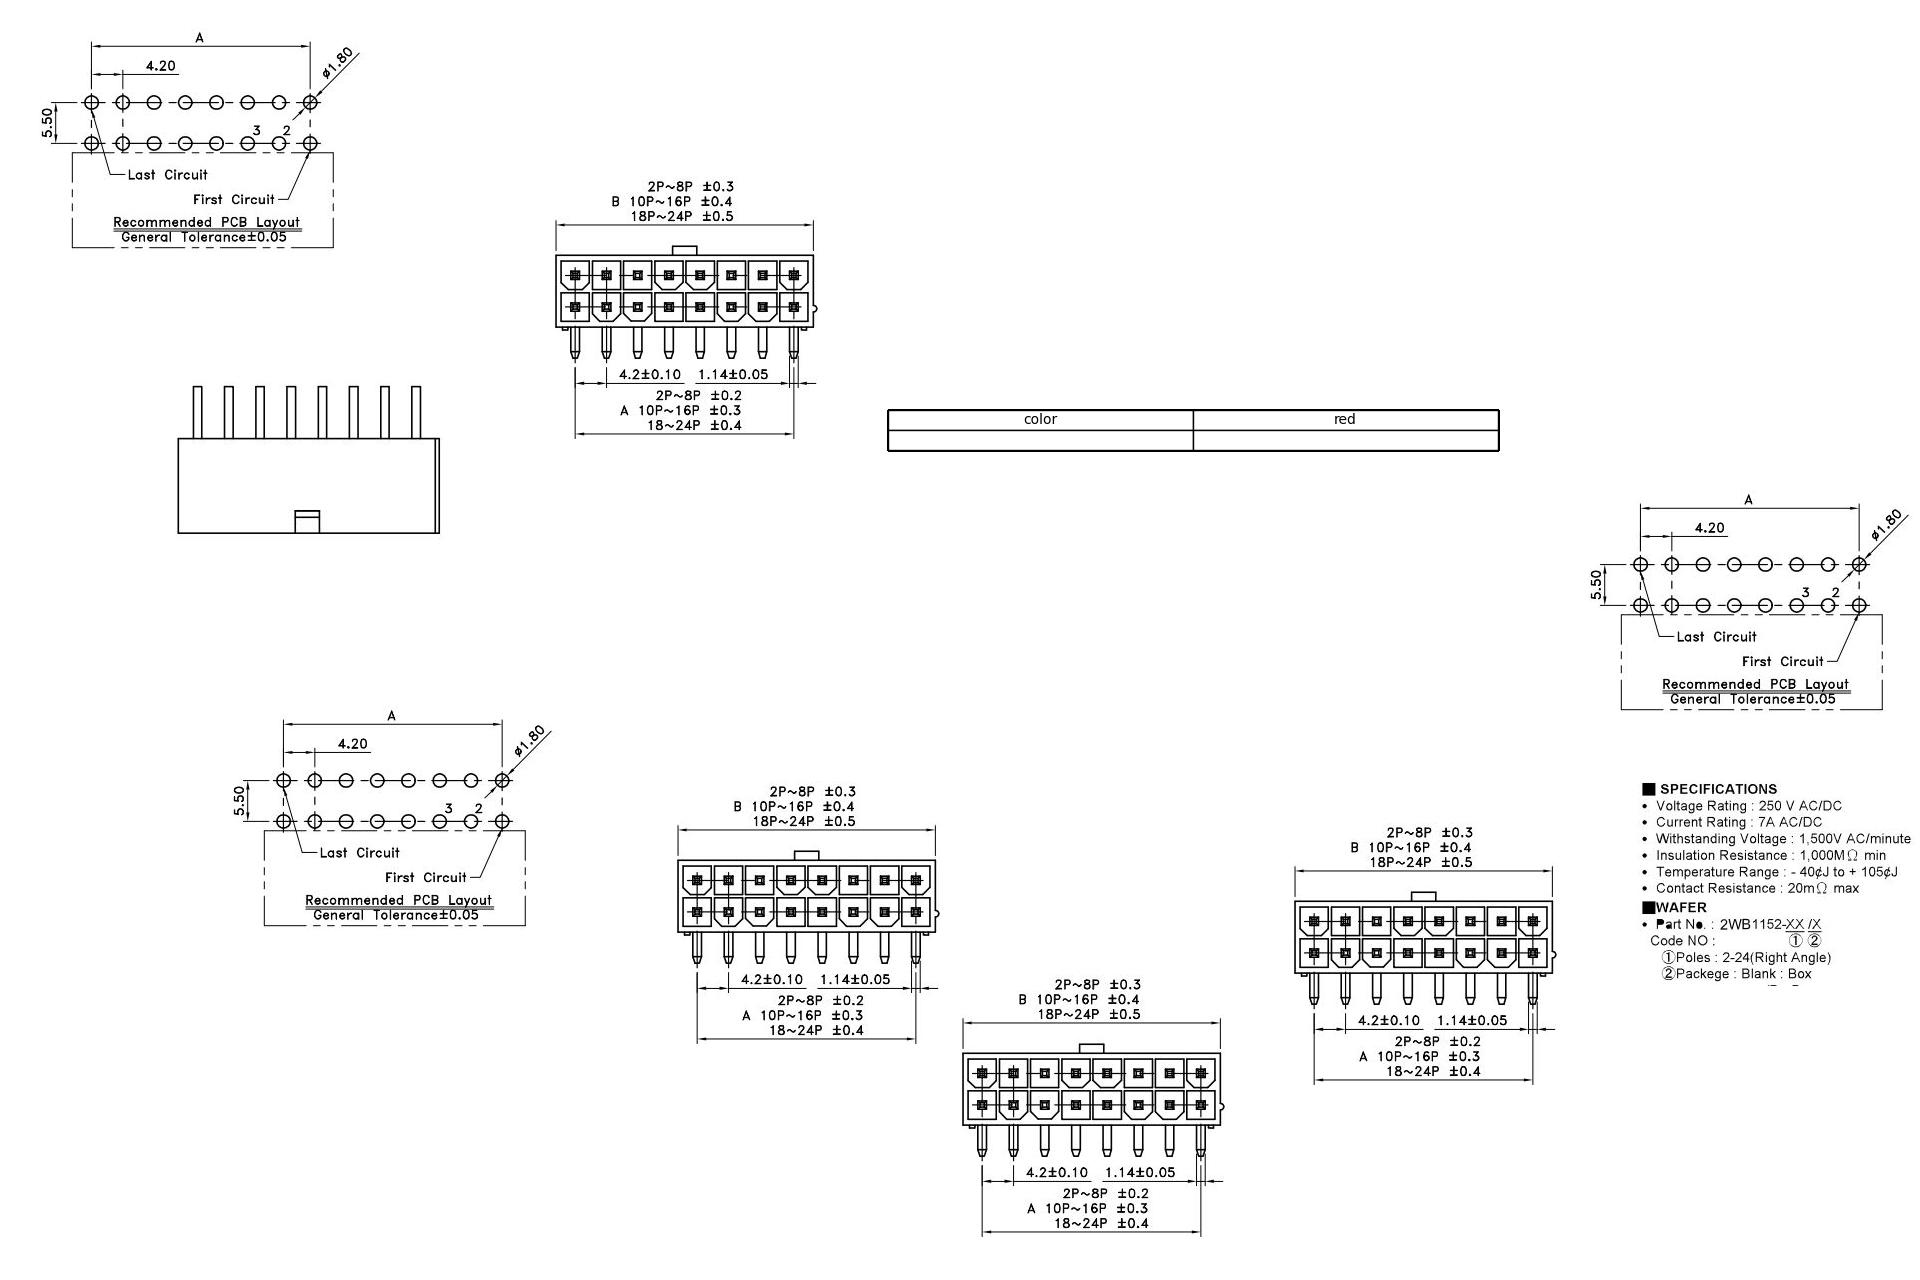 A
4.20
ø1.80
5.50
3 2
Last Circuit
First Circuit
Recommended PCB Layout
General Tolerance±0.05
2P~8P ±0.3
B 10P~16P ±0.4
18P~24P ±0.5
4.2±0.10 1.14±0.05
2P~8P ±0.2
A 10P~16P ±0.3
18~24P ±0.4
color red
A
4.20
ø1.80
5.50
3 2
Last Circuit
First Circuit
Recommended PCB Layout
General Tolerance±0.05
A
4.20
ø1.80
5.50
3 2
Last Circuit
First Circuit
Recommended PCB Layout
General Tolerance±0.05
2P~8P ±0.3
B 10P~16P ±0.4
18P~24P ±0.5
4.2±0.10 1.14±0.05
2P~8P ±0.2
A 10P~16P ±0.3
18~24P ±0.4
2P~8P ±0.3
B 10P~16P ±0.4
18P~24P ±0.5
4.2±0.10 1.14±0.05
2P~8P ±0.2
A 10P~16P ±0.3
18~24P ±0.4
2P~8P ±0.3
B 10P~16P ±0.4
18P~24P ±0.5
4.2±0.10 1.14±0.05
2P~8P ±0.2
A 10P~16P ±0.3
18~24P ±0.4
■ SPECIFICATIONS
• Voltage Rating : 250 V AC/DC
• Current Rating : 7A AC/DC
• Withstanding Voltage : 1,500V AC/minute
• Insulation Resistance : 1,000MΩ min
• Temperature Range : - 40¢J to + 105¢J
• Contact Resistance : 20mΩ max
■WAFER
• Part No. : 2WB1152-XX /X
Code NO : ① ②
①Poles : 2-24(Right Angle)
②Packege : Blank : Box